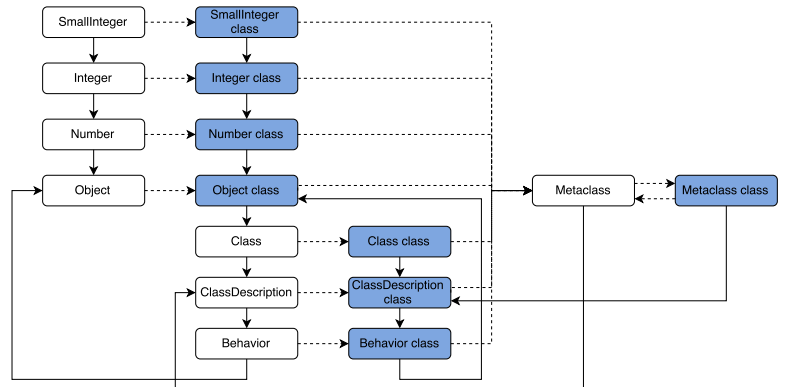 SmallInteger
SmallInteger
class
Integer
Integer class
Number
Number class
Object
Object class
Metaclass
Metaclass class
Class
Class class
ClassDescription
ClassDescription
class
Behavior
Behavior class